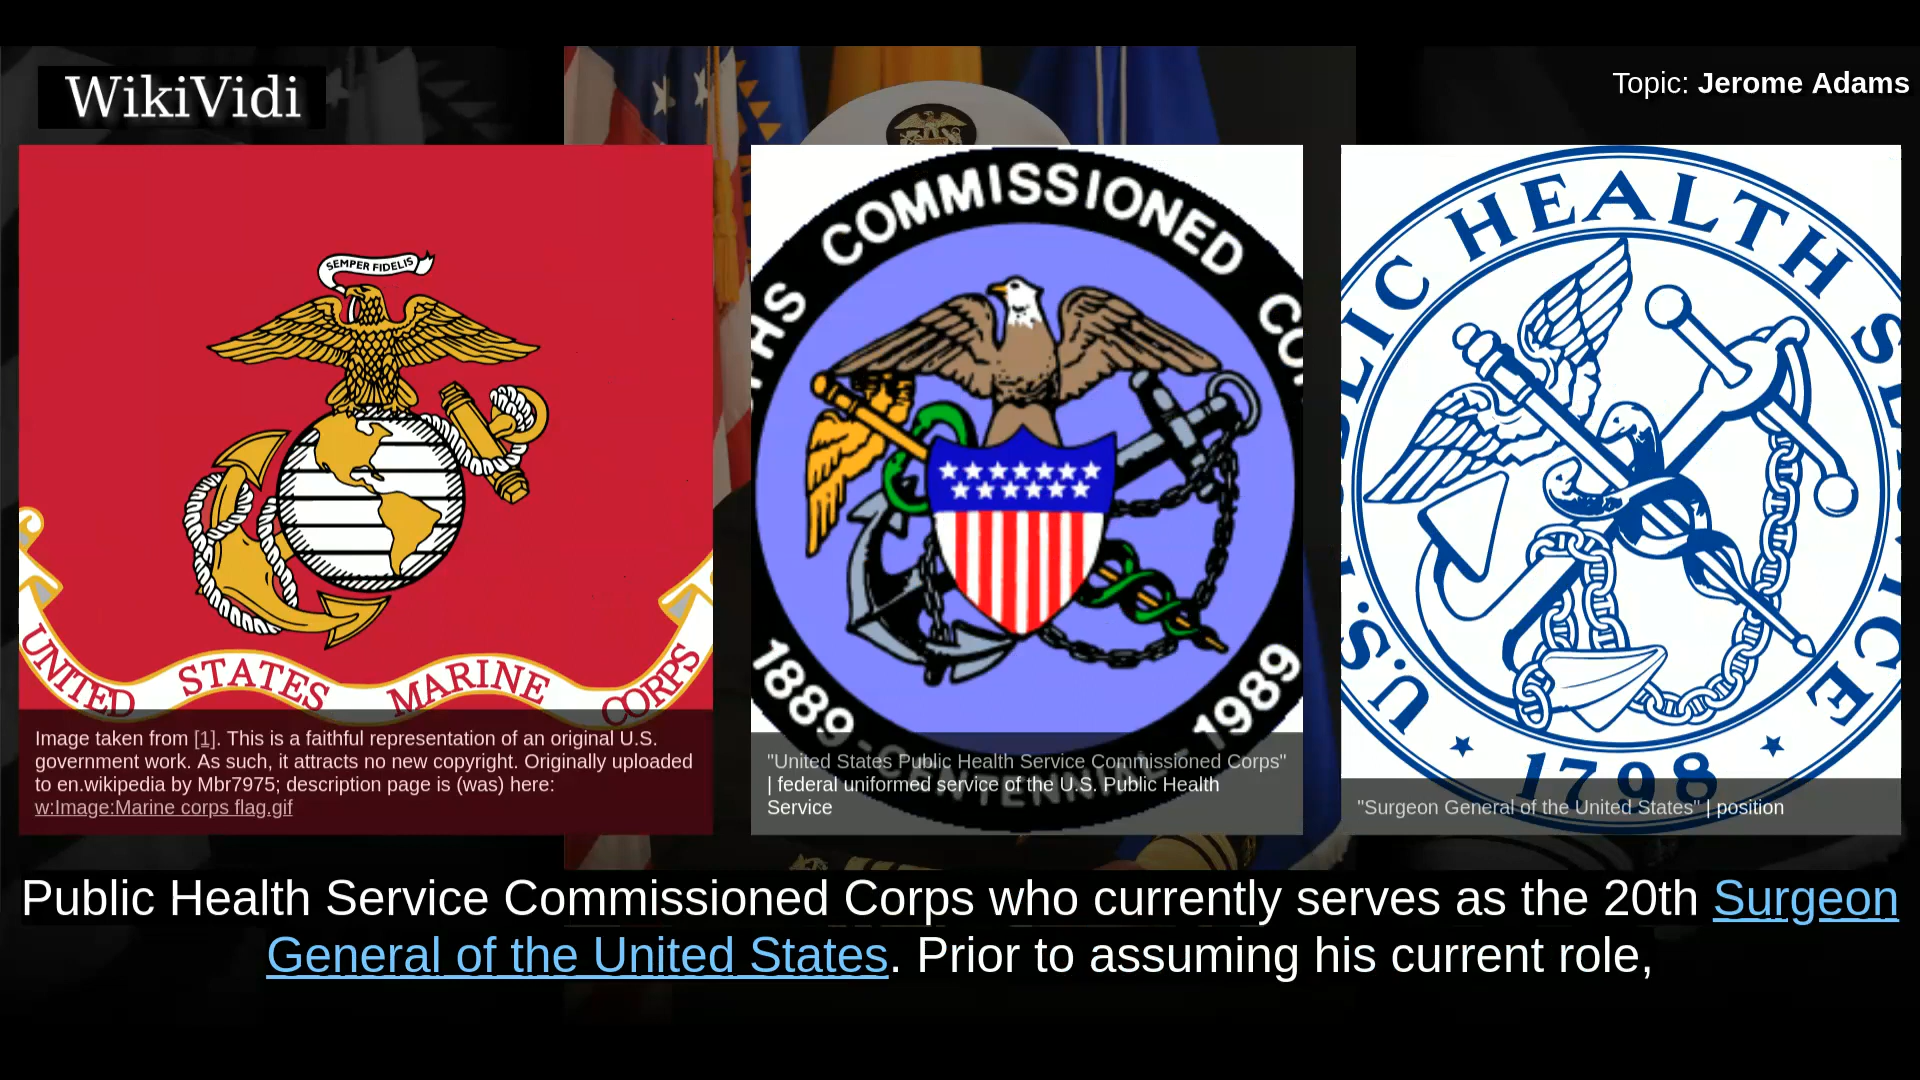 WikiVidi
Topic: Jerome Adams
SEMPER FIDELIS
UNITED STATES MARINE CORPS
Image taken from [1]. This is a faithful representation of an original U.S.
government work. As such, it attracts no new copyright. Originally uploaded
to en.wikipedia by Mbr7975; description page is (was) here:
w:Image:Marine corps flag.gif
HS COMMISSIONED CO
1889 - CENTENNIAL - 1989
"United States Public Health Service Commissioned Corps"
| federal uniformed service of the U.S. Public Health
Service
U.S. PUBLIC HEALTH SERVICE
1798
"Surgeon General of the United States" | position
Public Health Service Commissioned Corps who currently serves as the 20th Surgeon
General of the United States. Prior to assuming his current role,